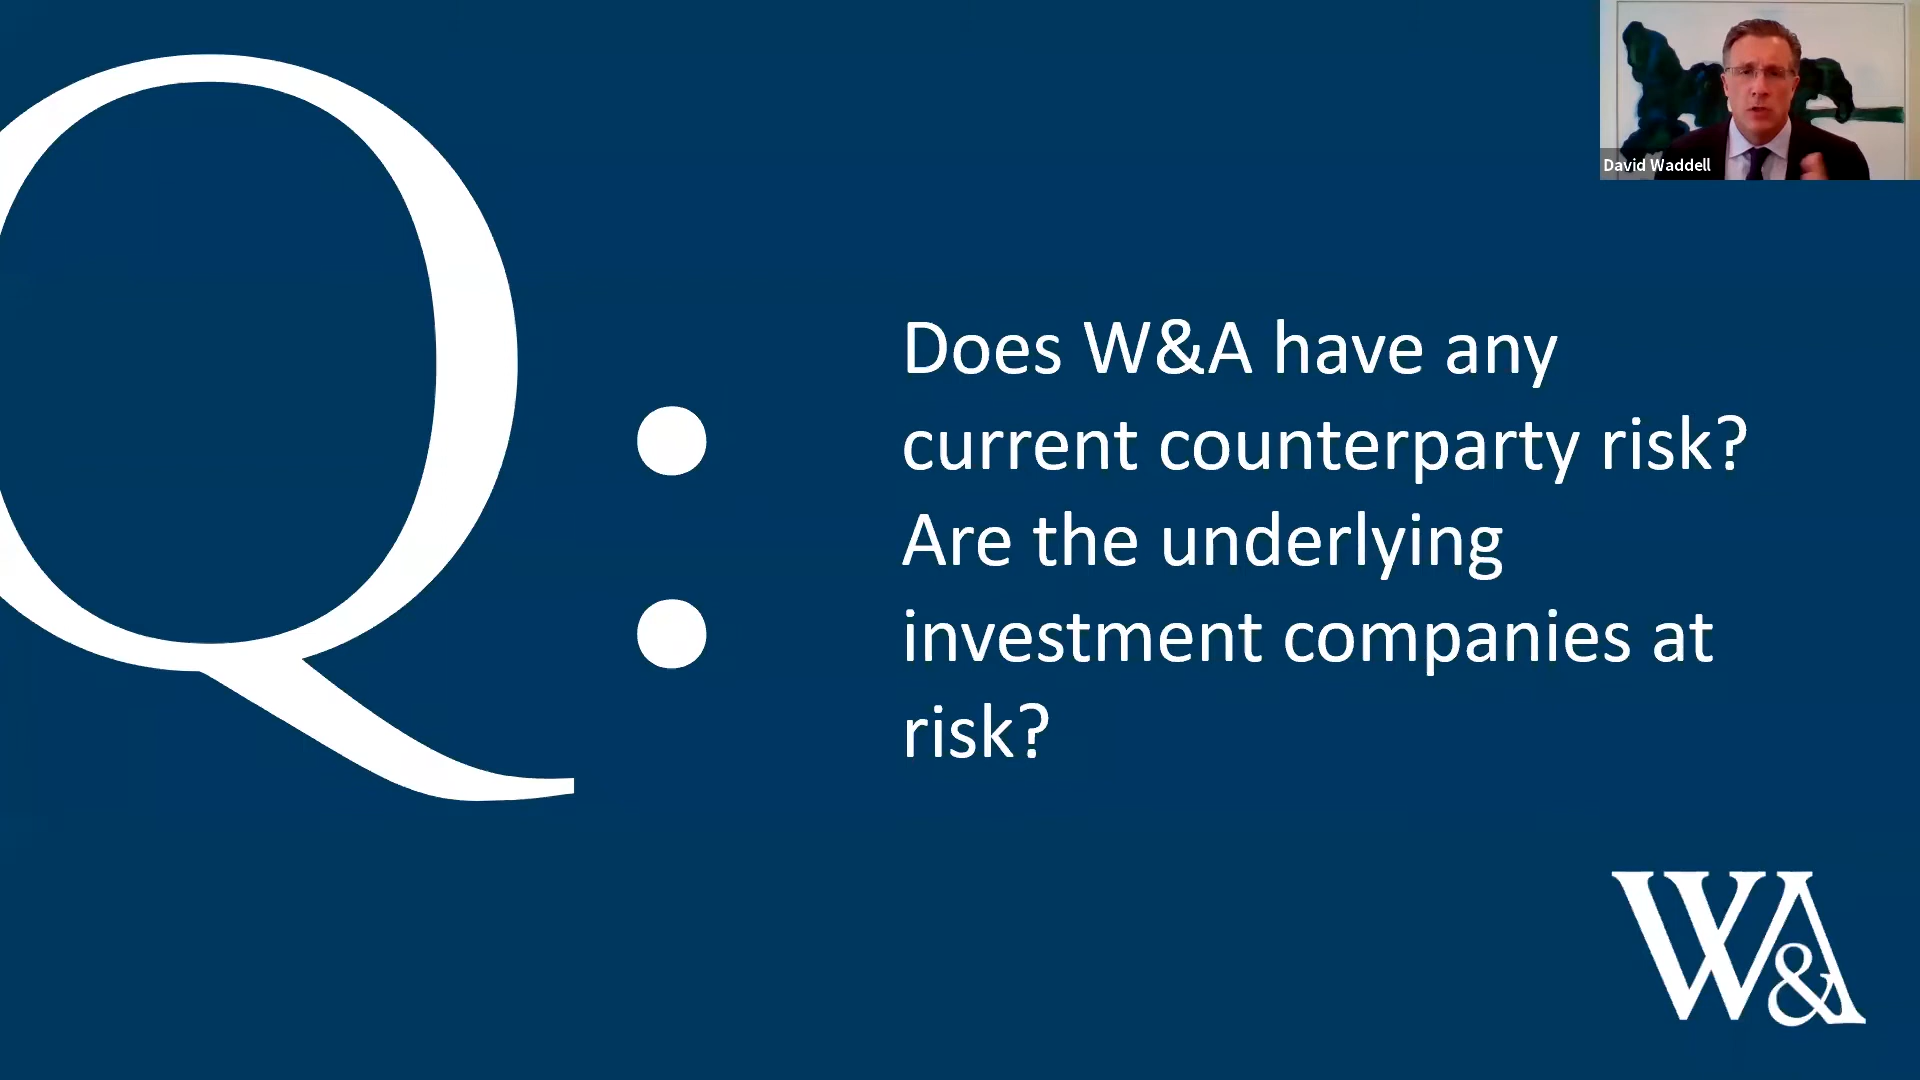 David Waddell
Q:
Does W&A have any
current counterparty risk?
Are the underlying
investment companies at
risk?
W&A